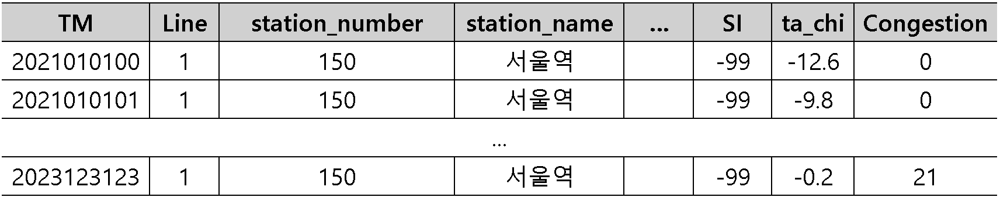 TM Line station_number station_name ... SI ta_chi Congestion
2021010100 1 150 서울역 -99 -12.6 0
2021010101 1 150 서울역 -99 -9.8 0
...
2023123123 1 150 서울역 -99 -0.2 21